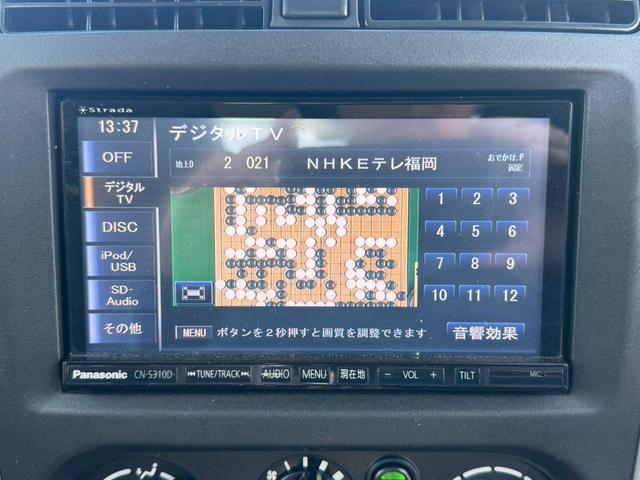 Strada
13:37
デジタルTV
OFF
地上D 2 021 NHKEテレ福岡 おでかけ.P 固定
デジタル TV
1 2 3
DISC
4 5 6
iPod/ USB
7 8 9
SD- Audio
10 11 12
その他
MENU ボタンを2秒押すと画質を調整できます 音響効果
Panasonic CN-S310D TUNE/TRACK AUDIO MENU 現在地 − VOL + TILT MIC